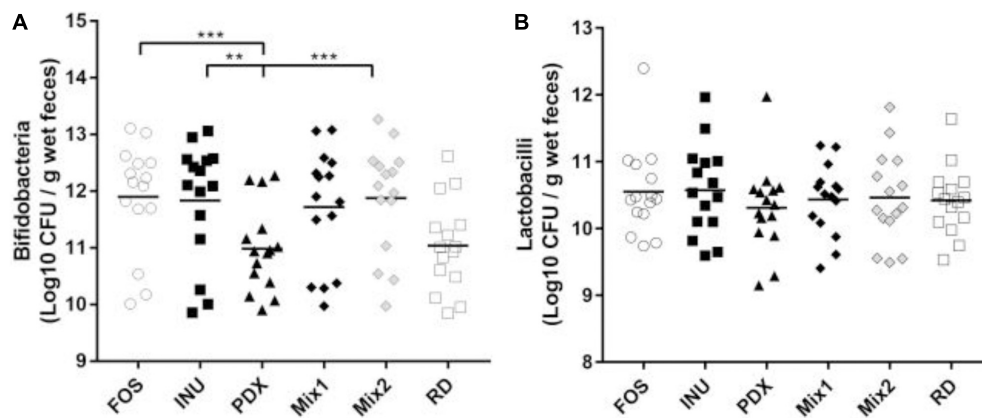 A
Bifidobacteria
(Log10 CFU / g wet feces)
15
14
13
12
11
10
9
***
**
***
FOS
INU
PDX
Mix1
Mix2
RD
B
Lactobacilli
(Log10 CFU / g wet feces)
13
12
11
10
9
8
FOS
INU
PDX
Mix1
Mix2
RD